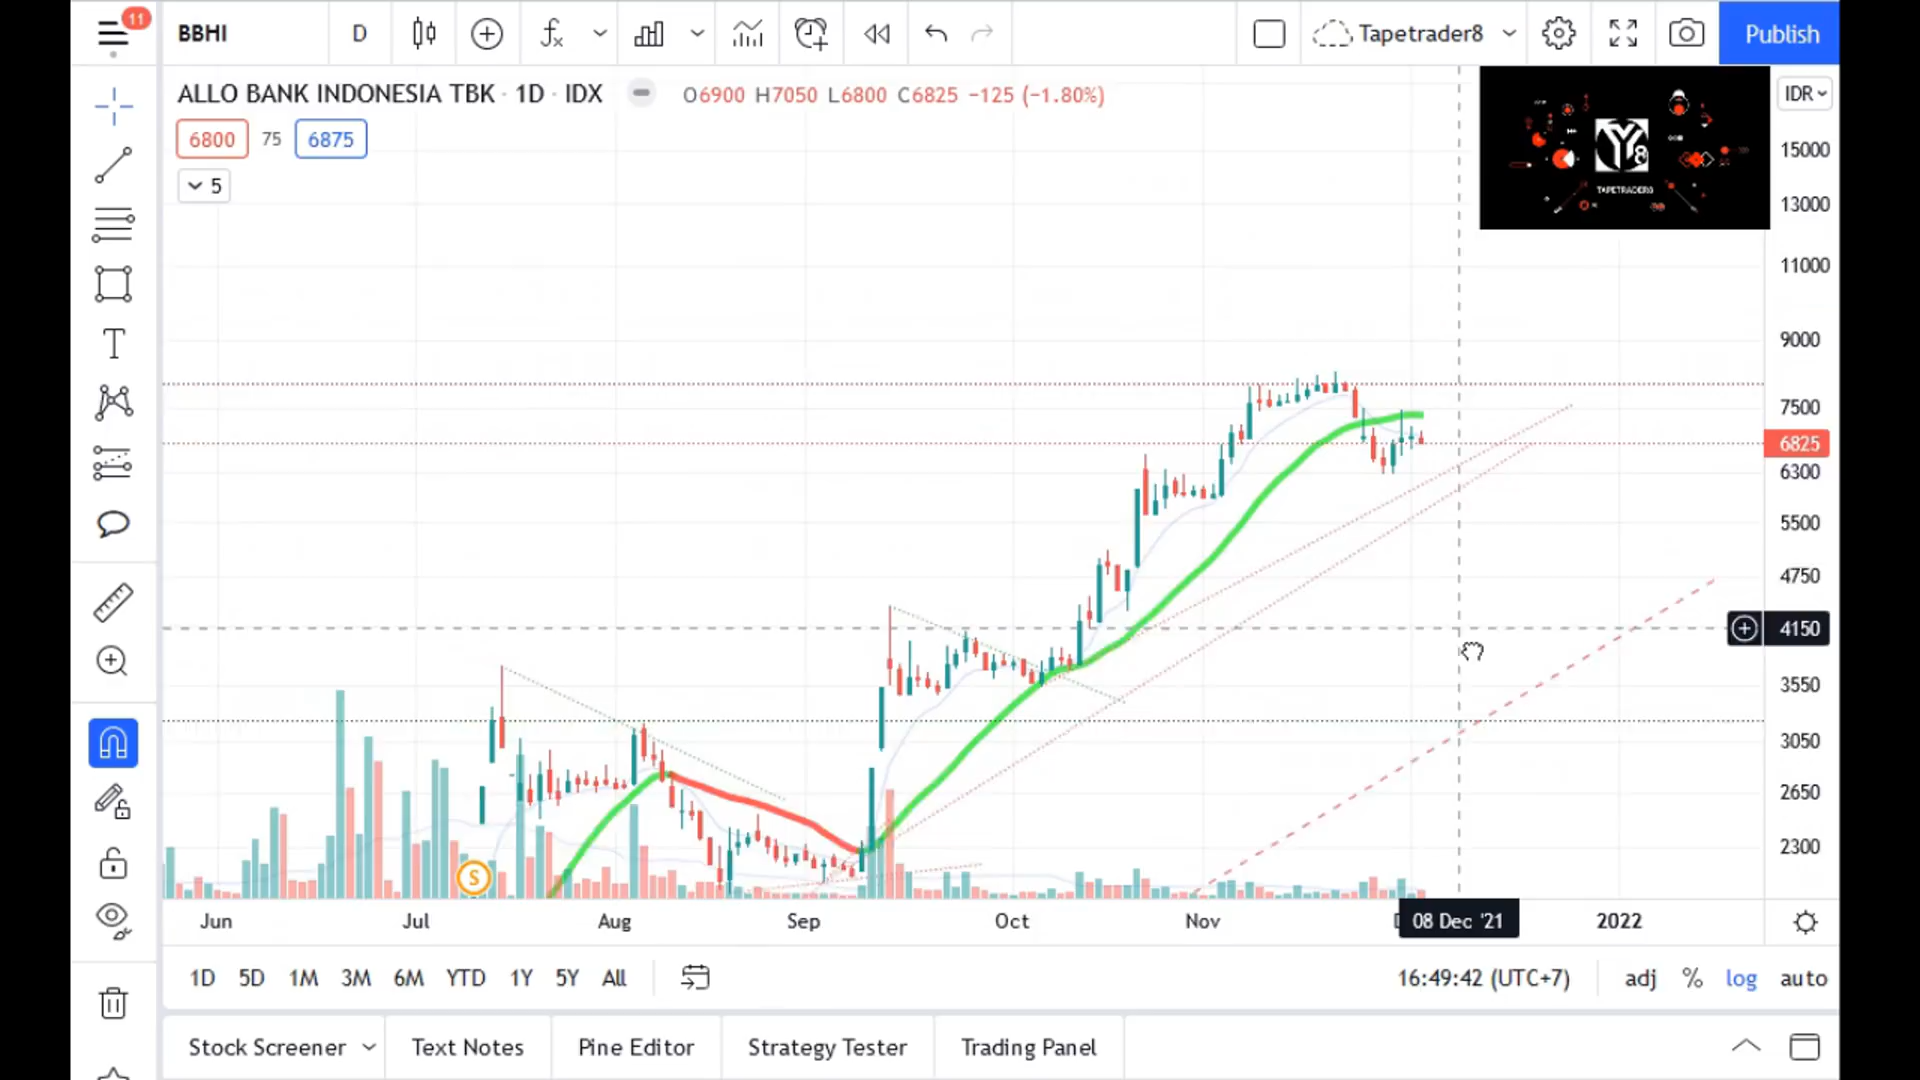 11
BBHI
D
Tapetrader8
Publish
ALLO BANK INDONESIA TBK · 1D · IDX
O6900 H7050 L6800 C6825 −125 (−1.80%)
IDR
6800
75
6875
5
Y8
TAPETRADER8
15000
13000
11000
9000
7500
6825
6300
5500
4750
4150
3550
3050
2650
2300
T
S
Jun
Jul
Aug
Sep
Oct
Nov
08 Dec '21
2022
1D
5D
1M
3M
6M
YTD
1Y
5Y
All
16:49:42 (UTC+7)
adj
%
log
auto
Stock Screener
Text Notes
Pine Editor
Strategy Tester
Trading Panel